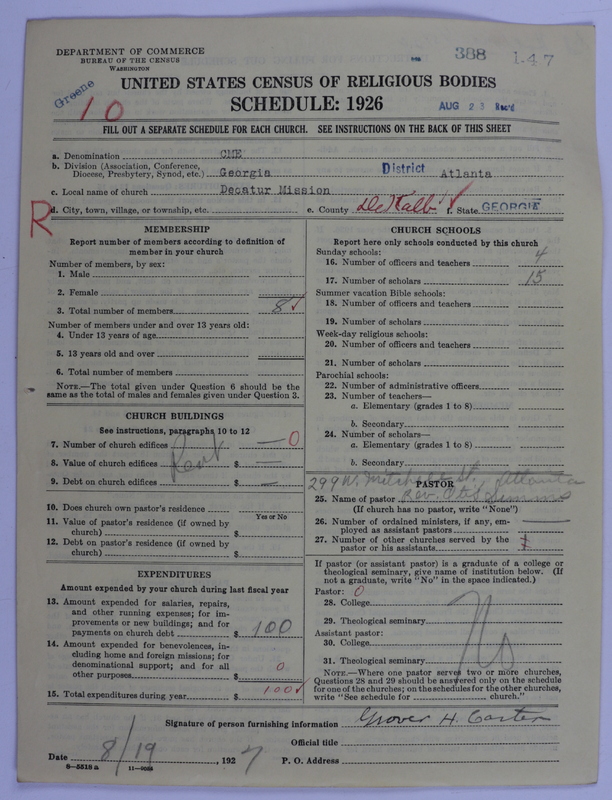 DEPARTMENT OF COMMERCE
BUREAU OF THE CENSUS
WASHINGTON
388 1-47
Greene
10
UNITED STATES CENSUS OF RELIGIOUS BODIES
SCHEDULE: 1926
AUG 23 Rec'd
FILL OUT A SEPARATE SCHEDULE FOR EACH CHURCH. SEE INSTRUCTIONS ON THE BACK OF THIS SHEET
a. Denomination CME
b. Division (Association, Conference, Diocese, Presbytery, Synod, etc.) Georgia District Atlanta
c. Local name of church Decatur Mission
R
d. City, town, village, or township, etc. e. County DeKalb f. State GEORGIE
MEMBERSHIP
Report number of members according to definition of
member in your church
Number of members, by sex:
1. Male
2. Female
3. Total number of members 8
Number of members under and over 13 years old:
4. Under 13 years of age
5. 13 years old and over
6. Total number of members
NOTE.—The total given under Question 6 should be the
same as the total of males and females given under Question 3.
CHURCH BUILDINGS
See instructions, paragraphs 10 to 12
7. Number of church edifices — 0
Rent
8. Value of church edifices $ —
9. Debt on church edifices $ —
10. Does church own pastor's residence
Yes or No
11. Value of pastor's residence (if owned by
church) $
12. Debt on pastor's residence (if owned by
church) $
EXPENDITURES
Amount expended by your church during last fiscal year
13. Amount expended for salaries, repairs,
and other running expenses; for im-
provements or new buildings; and for
payments on church debt $ 100
14. Amount expended for benevolences, in-
cluding home and foreign missions; for
denominational support; and for all
other purposes $ 0
15. Total expenditures during year $ 100
CHURCH SCHOOLS
Report here only schools conducted by this church
Sunday schools:
16. Number of officers and teachers 4
17. Number of scholars 15
Summer vacation Bible schools:
18. Number of officers and teachers
19. Number of scholars
Week-day religious schools:
20. Number of officers and teachers
21. Number of scholars
Parochial schools:
22. Number of administrative officers
23. Number of teachers—
a. Elementary (grades 1 to 8)
b. Secondary
24. Number of scholars—
a. Elementary (grades 1 to 8)
b. Secondary
299 W. Mitchell St. Atlanta
PASTOR
25. Name of pastor Rev. Otis Simms
(If church has no pastor, write "None")
26. Number of ordained ministers, if any, em-
ployed as assistant pastors
27. Number of other churches served by the
pastor or his assistants
If pastor (or assistant pastor) is a graduate of a college or
theological seminary, give name of institution below. (If
not a graduate, write "No" in the space indicated.)
Pastor: 0
28. College
29. Theological seminary
No
Assistant pastor:
30. College
31. Theological seminary
NOTE.—Where one pastor serves two or more churches,
Questions 28 and 29 should be answered only on the schedule
for one of the churches; on the schedules for the other churches,
write "See schedule for church."
Signature of person furnishing information Grover H. Carter
Official title
Date 8/19, 1927 P. O. Address
8-5518 a 11-9088